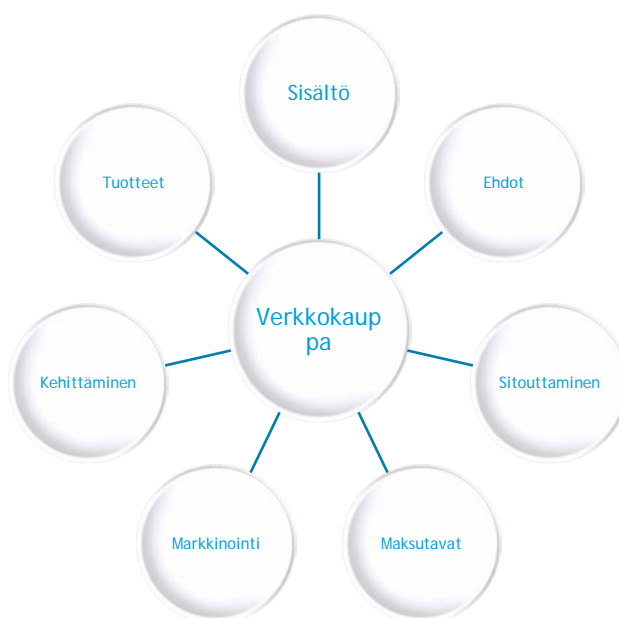 Sisältö
Tuotteet
Ehdot
Verkkokaup
pa
Kehittäminen
Sitouttaminen
Markkinointi
Maksutavat